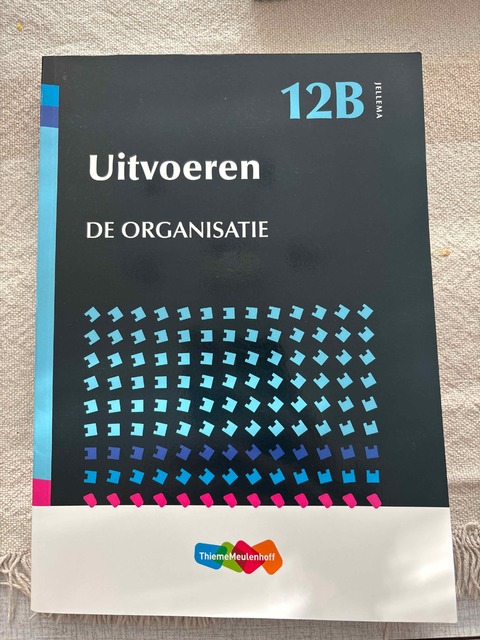 12B
JELLEMA
Uitvoeren
DE ORGANISATIE
ThiemeMeulenhoff